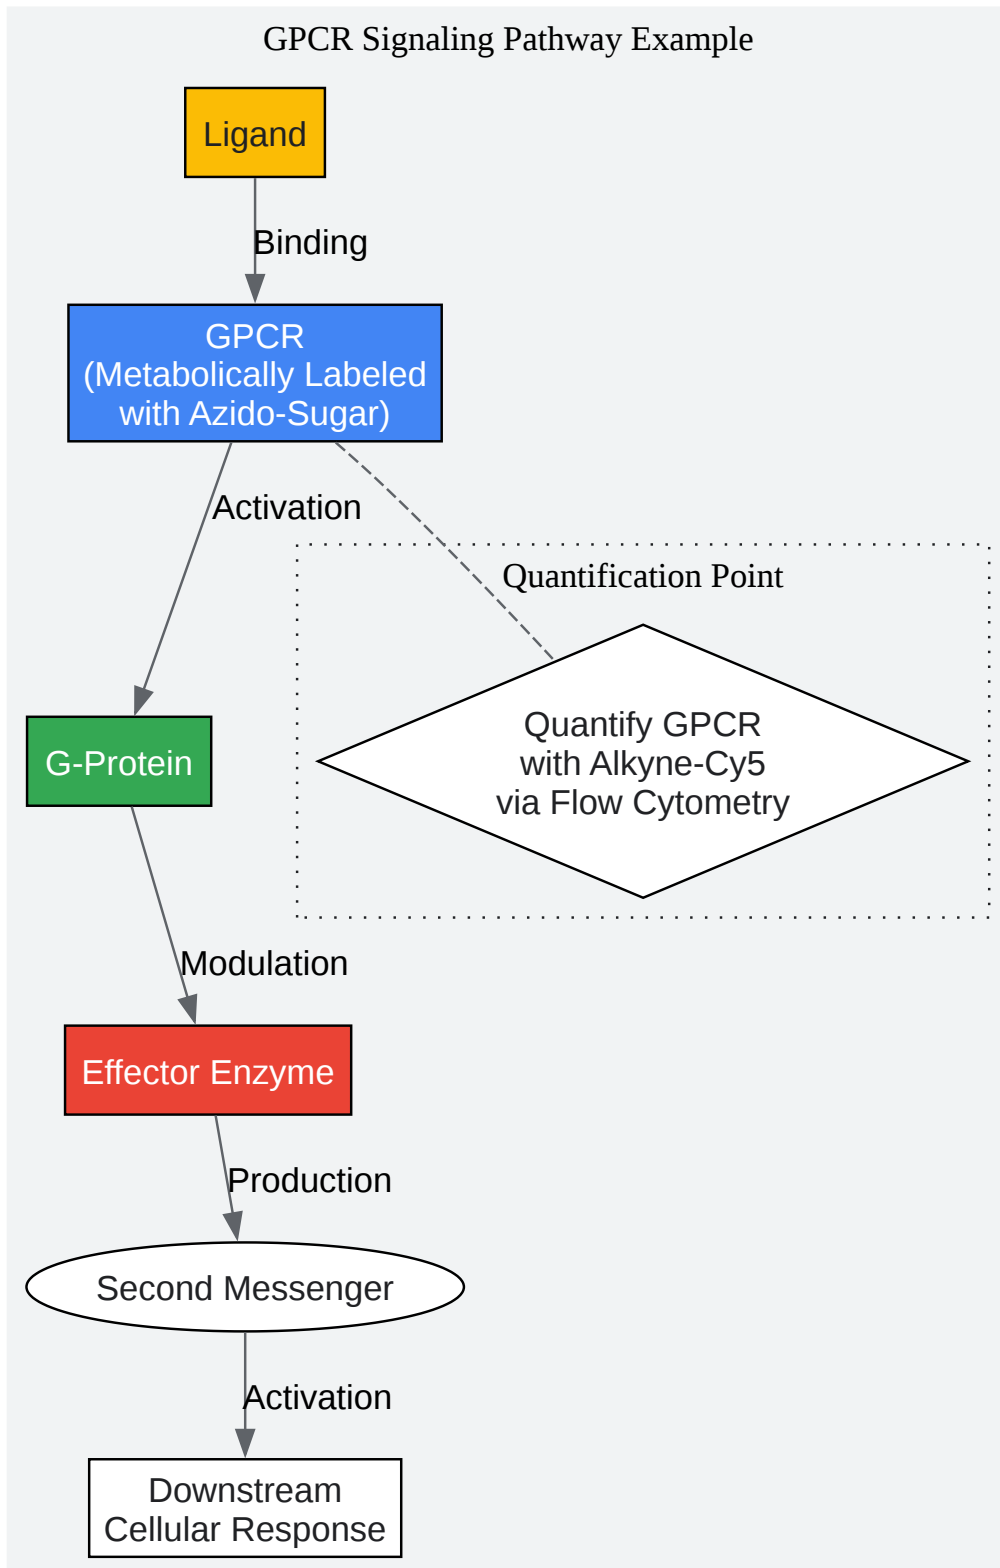 GPCR Signaling Pathway Example
Ligand
Binding
GPCR
(Metabolically Labeled
with Azido-Sugar)
Activation
Quantification Point
Quantify GPCR
with Alkyne-Cy5
via Flow Cytometry
G-Protein
Modulation
Effector Enzyme
Production
Second Messenger
Activation
Downstream
Cellular Response